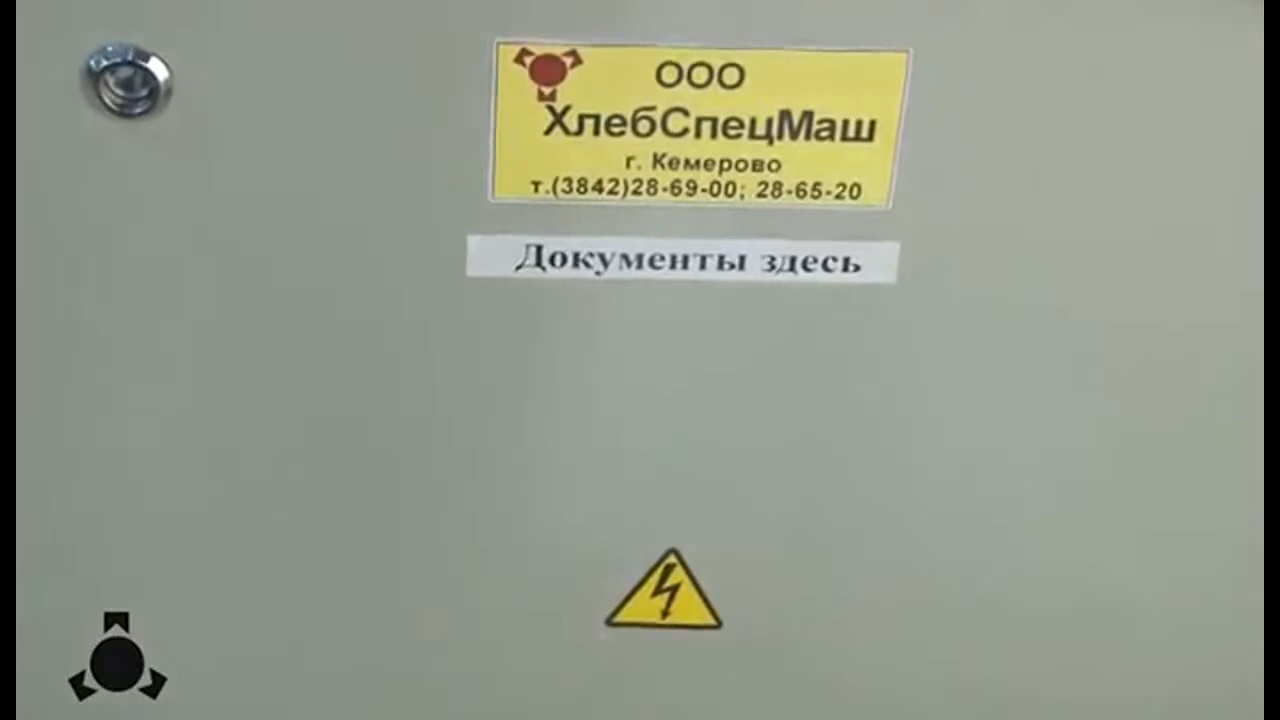 ООО
ХлебСпецМаш
г. Кемерово
т.(3842)28-69-00; 28-65-20
Документы здесь